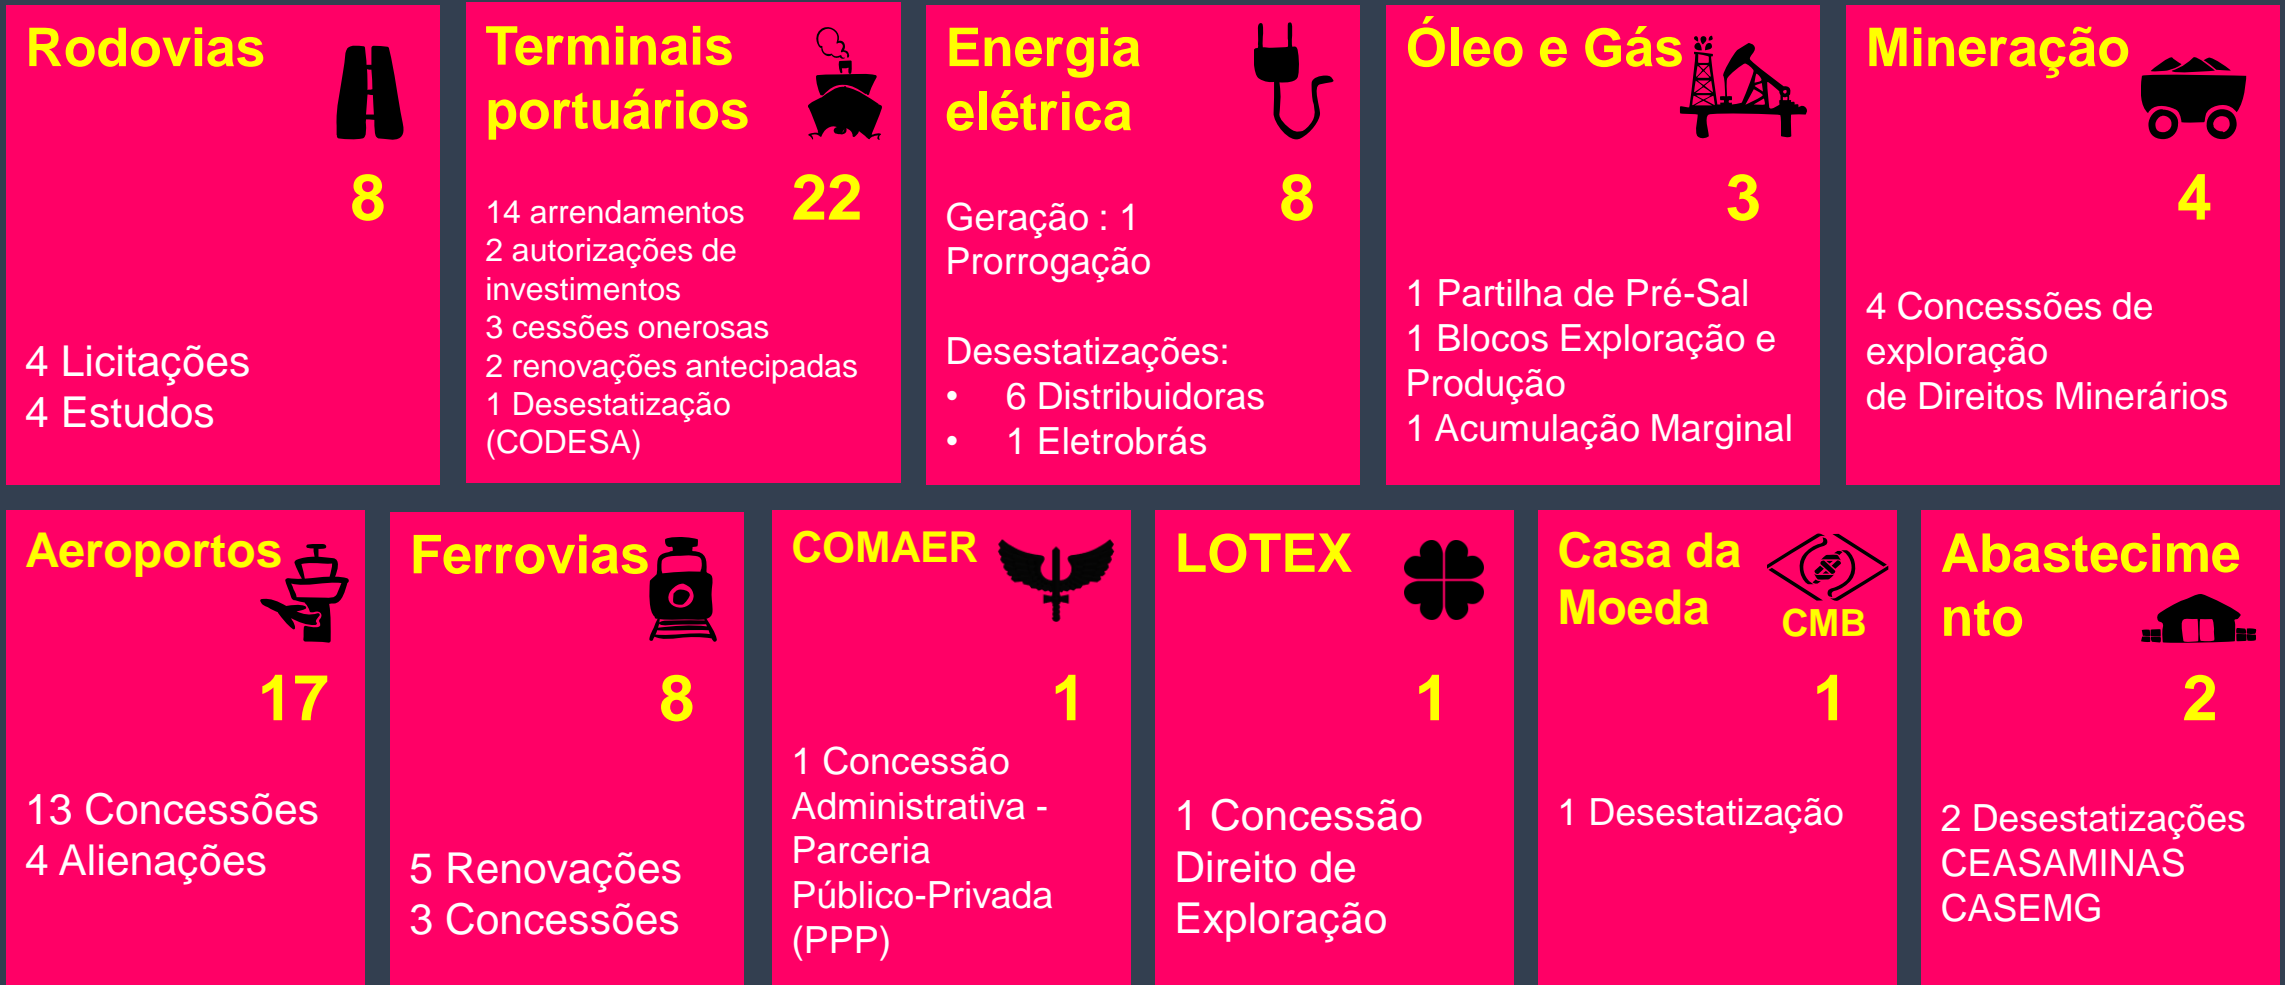 Rodovias
8
4 Licitações
4 Estudos
Terminais
portuários
22
14 arrendamentos
2 autorizações de
investimentos
3 cessões onerosas
2 renovações antecipadas
1 Desestatização
(CODESA)
Energia
elétrica
8
Geração : 1
Prorrogação
Desestatizações:
• 6 Distribuidoras
• 1 Eletrobrás
Óleo e Gás
3
1 Partilha de Pré-Sal
1 Blocos Exploração e
Produção
1 Acumulação Marginal
Mineração
4
4 Concessões de
exploração
de Direitos Minerários
Aeroportos
17
13 Concessões
4 Alienações
Ferrovias
8
5 Renovações
3 Concessões
COMAER
1
1 Concessão
Administrativa -
Parceria
Público-Privada
(PPP)
LOTEX
1
1 Concessão
Direito de
Exploração
Casa da
Moeda
CMB
1
1 Desestatização
Abastecime
nto
2
2 Desestatizações
CEASAMINAS
CASEMG